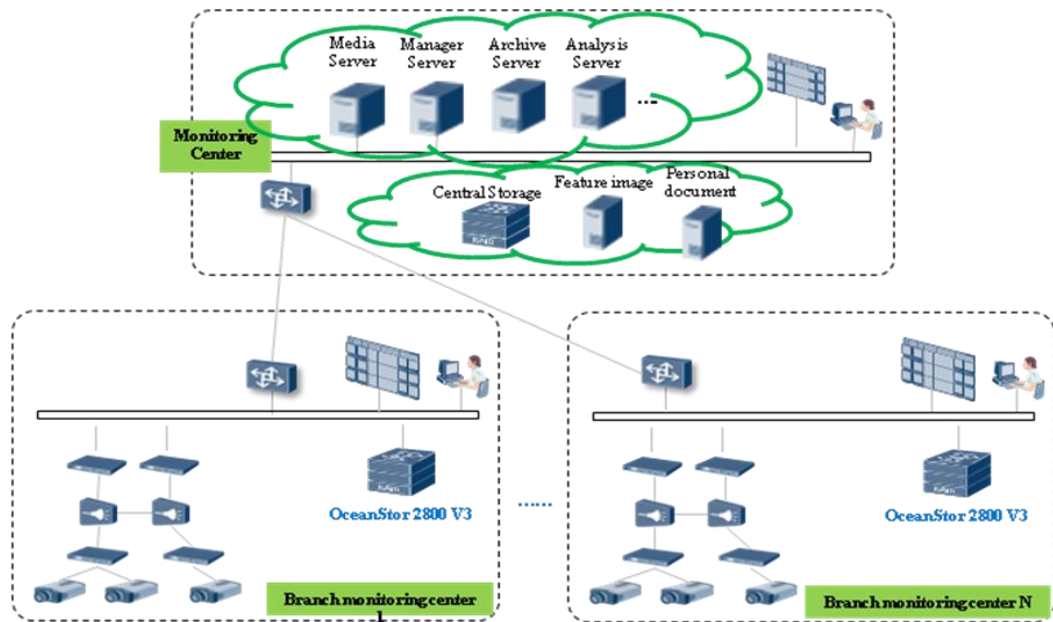 Media
Server
Manager
Server
Archive
Server
Analysis
Server
....
Monitoring
Center
Central Storage
Feature image
Personal
document
OceanStor 2800 V3
Branch monitoring center
1
......
OceanStor 2800 V3
Branch monitoring center N